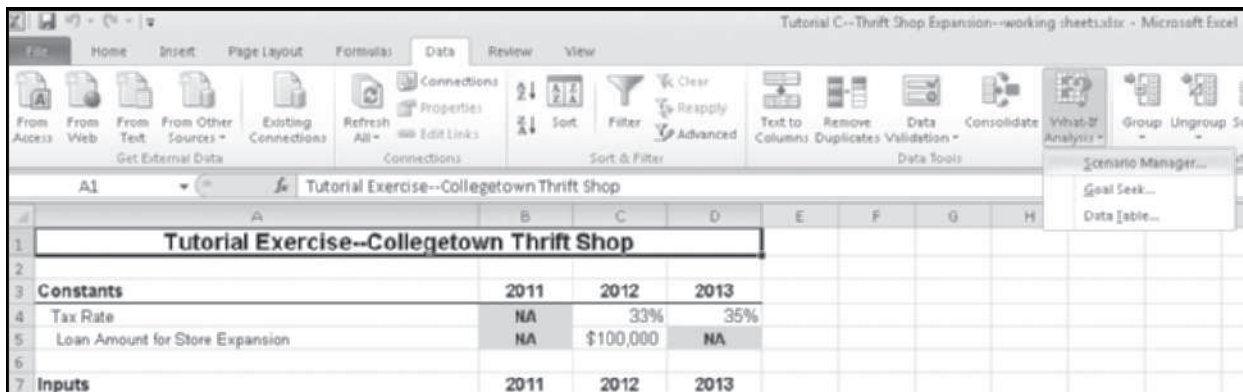 Tutorial C--Thrift Shop Expansion--working sheets.xlsx - Microsoft Excel
File Home Insert Page Layout Formulas Data Review View
From Access
From Web
From Text
From Other Sources
Existing Connections
Get External Data
Refresh All
Connections
Properties
Edit Links
Connections
Sort
Filter
Clear
Reapply
Advanced
Sort & Filter
Text to Columns
Remove Duplicates
Data Validation
Consolidate
What-If Analysis
Data Tools
Group
Ungroup
Scenario Manager...
Goal Seek...
Data Table...
A1 fx Tutorial Exercise--Collegetown Thrift Shop
A B C D E F G H
1 Tutorial Exercise--Collegetown Thrift Shop
2
3 Constants 2011 2012 2013
4 Tax Rate NA 33% 35%
5 Loan Amount for Store Expansion NA $100,000 NA
6
7 Inputs 2011 2012 2013